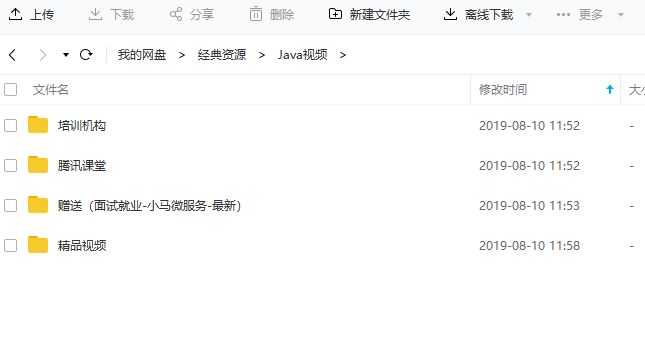 上传 下载 分享 删除 新建文件夹 离线下载 更多
我的网盘 > 经典资源 > Java视频 >
文件名 修改时间 大小
培训机构 2019-08-10 11:52 -
腾讯课堂 2019-08-10 11:52 -
赠送（面试就业-小马微服务-最新） 2019-08-10 11:53 -
精品视频 2019-08-10 11:58 -